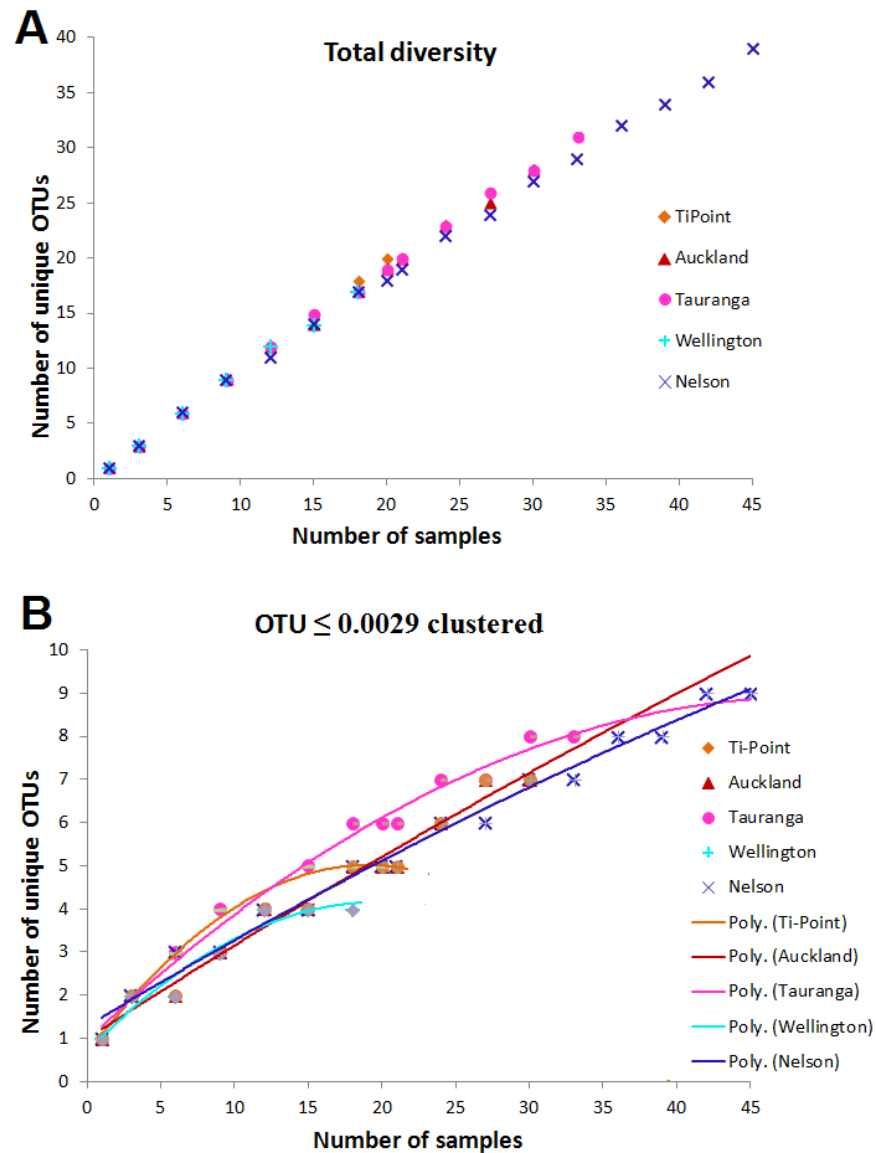 A
Total diversity
Number of unique OTUs
40
35
30
25
20
15
10
5
0
0 5 10 15 20 25 30 35 40 45
Number of samples
TiPoint
Auckland
Tauranga
Wellington
Nelson
B
OTU ≤ 0.0029 clustered
Number of unique OTUs
10
9
8
7
6
5
4
3
2
1
0
0 5 10 15 20 25 30 35 40 45
Number of samples
Ti-Point
Auckland
Tauranga
Wellington
Nelson
Poly. (Ti-Point)
Poly. (Auckland)
Poly. (Tauranga)
Poly. (Wellington)
Poly. (Nelson)